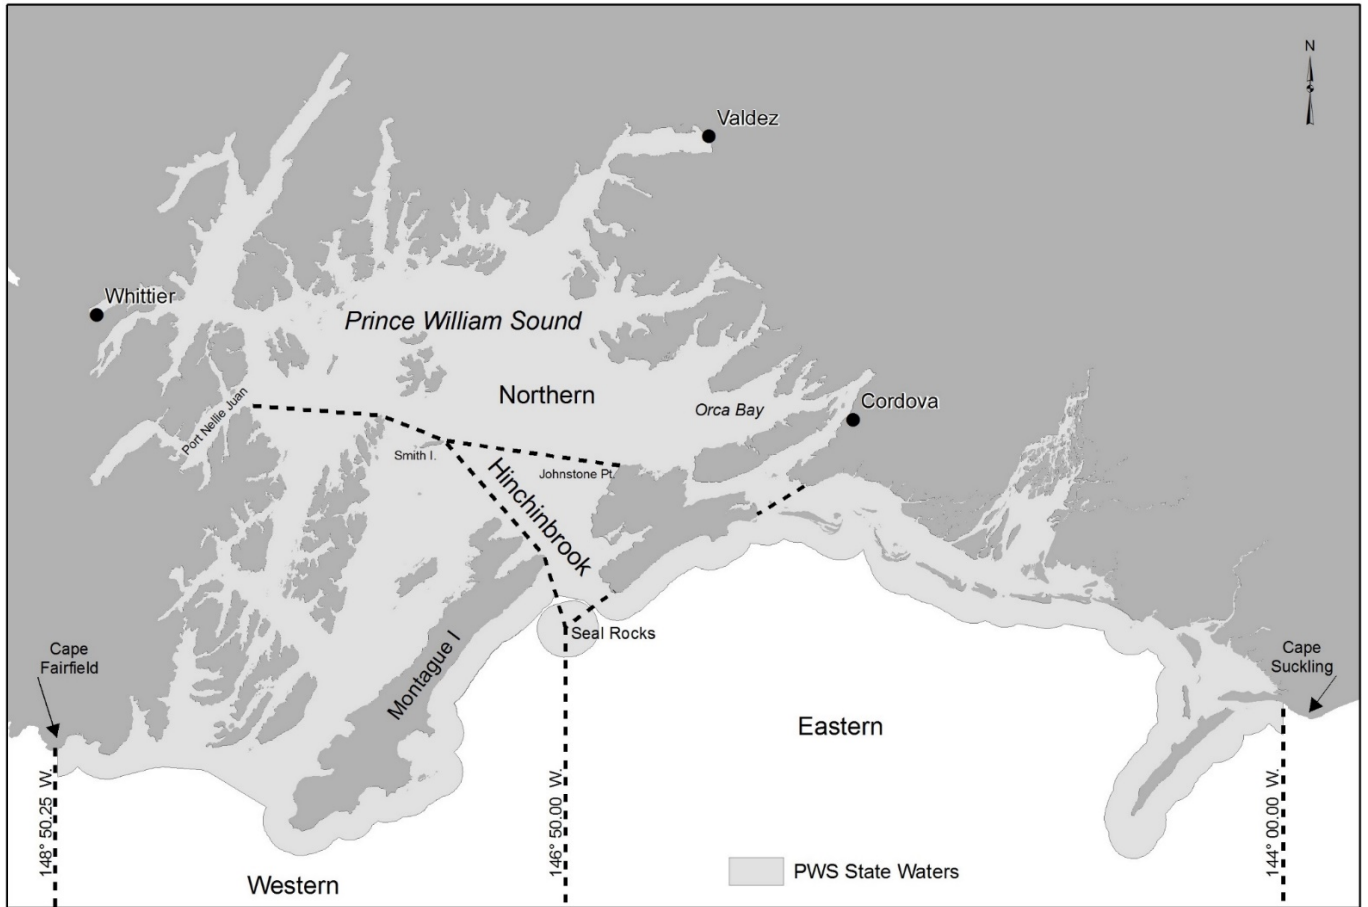 N
Valdez
Whittier
Prince William Sound
Northern
Orca Bay
Cordova
Port Nellie Juan
Smith I.
Johnstone Pt.
Hinchinbrook
Seal Rocks
Cape
Fairfield
Montague I
Cape
Suckling
Eastern
148° 50.25 W.
146° 50.00 W.
144° 00.00 W.
PWS State Waters
Western